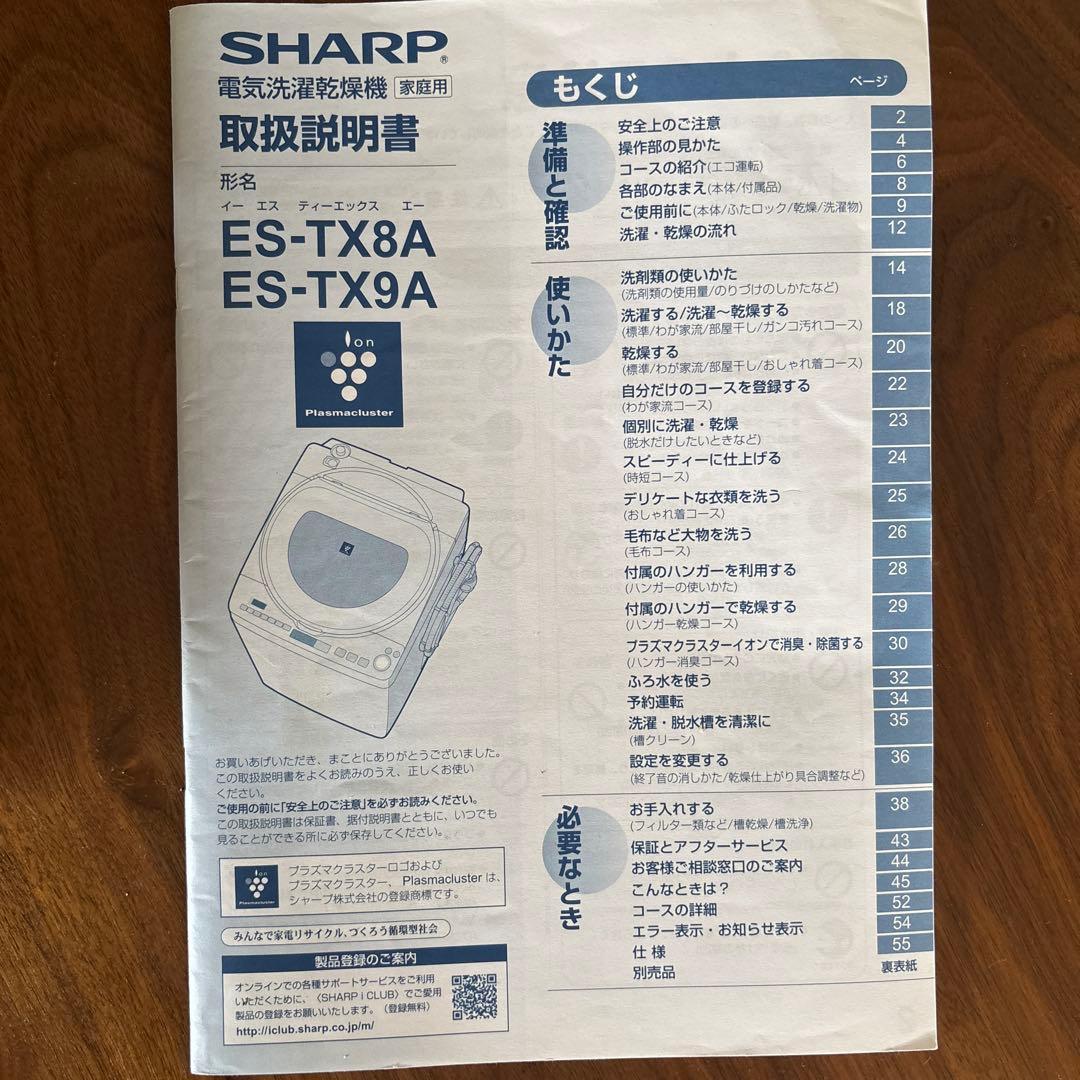 SHARP®
電気洗濯乾燥機 家庭用
取扱説明書
形名
イー エス ティーエックス エー
ES-TX8A
ES-TX9A
Ion
Plasmacluster
お買いあげいただき、まことにありがとうございました。
この取扱説明書をよくお読みのうえ、正しくお使い
ください。
ご使用の前に「安全上のご注意」を必ずお読みください。
この取扱説明書は保証書、据付説明書とともに、いつでも
見ることができる所に必ず保存してください。
Ion
Plasmacluster
プラズマクラスターロゴおよび
プラズマクラスター、Plasmaclusterは、
シャープ株式会社の登録商標です。
みんなで家電リサイクル、つくろう循環型社会
製品登録のご案内
オンラインでの各種サポートサービスをご利用
いただくために、〈SHARP i CLUB〉でご愛用
製品の登録をお願いいたします。（登録無料）
http://iclub.sharp.co.jp/m/
もくじ ページ
準備と確認
安全上のご注意 2
操作部の見かた 4
コースの紹介(エコ運転) 6
各部のなまえ(本体/付属品) 8
ご使用前に(本体/ふたロック/乾燥/洗濯物) 9
洗濯・乾燥の流れ 12
使いかた
洗剤類の使いかた 14
(洗剤類の使用量/のりづけのしかたなど)
洗濯する/洗濯～乾燥する 18
(標準/わが家流/部屋干し/ガンコ汚れコース)
乾燥する 20
(標準/わが家流/部屋干し/おしゃれ着コース)
自分だけのコースを登録する 22
(わが家流コース)
個別に洗濯・乾燥 23
(脱水だけしたいときなど)
スピーディーに仕上げる 24
(時短コース)
デリケートな衣類を洗う 25
(おしゃれ着コース)
毛布など大物を洗う 26
(毛布コース)
付属のハンガーを利用する 28
(ハンガーの使いかた)
付属のハンガーで乾燥する 29
(ハンガー乾燥コース)
プラズマクラスターイオンで消臭・除菌する 30
(ハンガー消臭コース)
ふろ水を使う 32
予約運転 34
洗濯・脱水槽を清潔に 35
(槽クリーン)
設定を変更する 36
(終了音の消しかた/乾燥仕上がり具合調整など)
必要なとき
お手入れする 38
(フィルター類など/槽乾燥/槽洗浄)
保証とアフターサービス 43
お客様ご相談窓口のご案内 44
こんなときは？ 45
コースの詳細 52
エラー表示・お知らせ表示 54
仕様 55
別売品 裏表紙